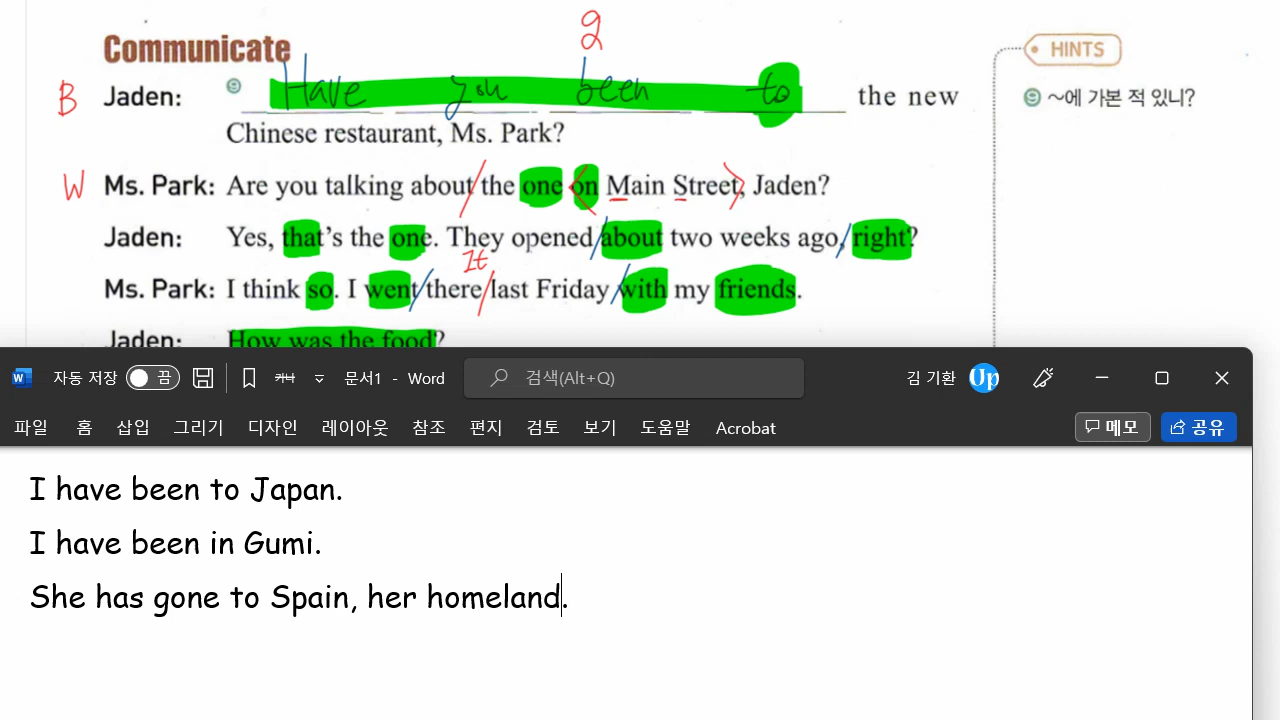 g
Communicate
HINTS
B Jaden: ⑨ Have you been to the new
⑨ ~에 가본 적 있니?
Chinese restaurant, Ms. Park?
W Ms. Park: Are you talking about the one on Main Street, Jaden?
Jaden: Yes, that's the one. They opened about two weeks ago, right?
It
Ms. Park: I think so. I went there last Friday with my friends.
Jaden: How was the food?
자동 저장 끔 가나 문서1 - Word 검색(Alt+Q) 김 기환 Up
파일 홈 삽입 그리기 디자인 레이아웃 참조 편지 검토 보기 도움말 Acrobat 메모 공유
I have been to Japan.
I have been in Gumi.
She has gone to Spain, her homeland.